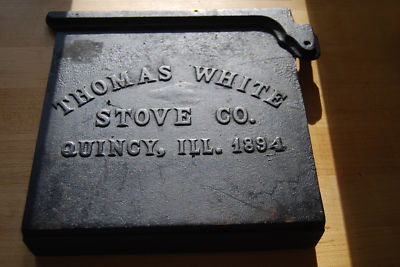 THOMAS WHITE
STOVE CO.
QUINCY, ILL. 1894